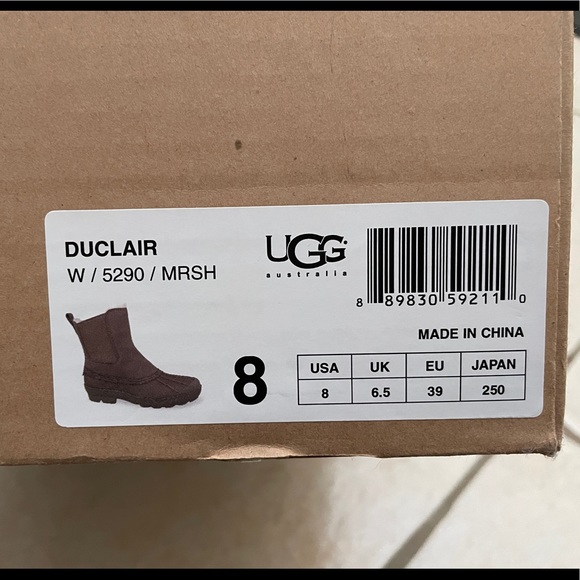 DUCLAIR
W / 5290 / MRSH
UGG
australia
8 89830 59211 0
MADE IN CHINA
8
USA UK EU JAPAN
8 6.5 39 250